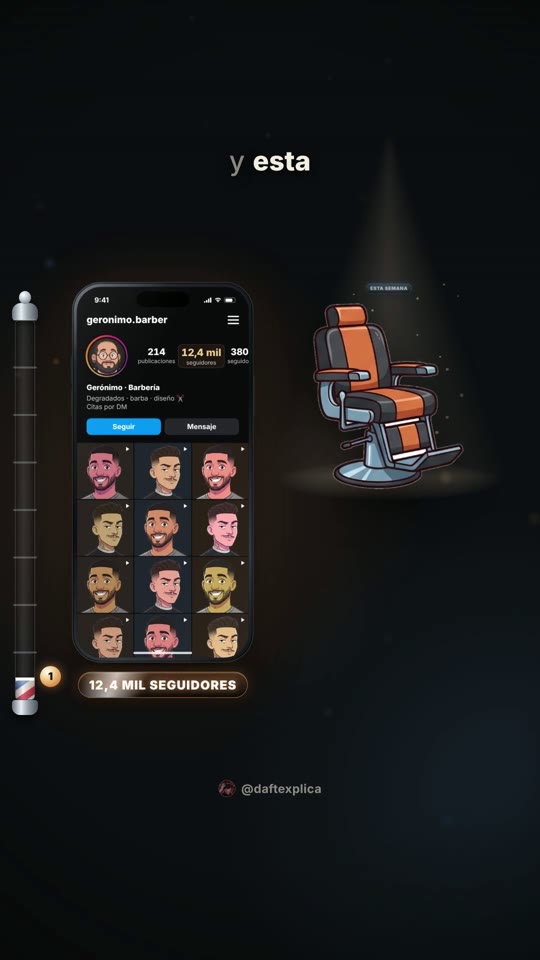 y esta
ESTA SEMANA
9:41
geronimo.barber
214
publicaciones
12,4 mil
seguidores
380
seguido
Gerónimo · Barbería
Degradados · barba · diseño
Citas por DM
Seguir
Mensaje
1
12,4 MIL SEGUIDORES
@daftexplica